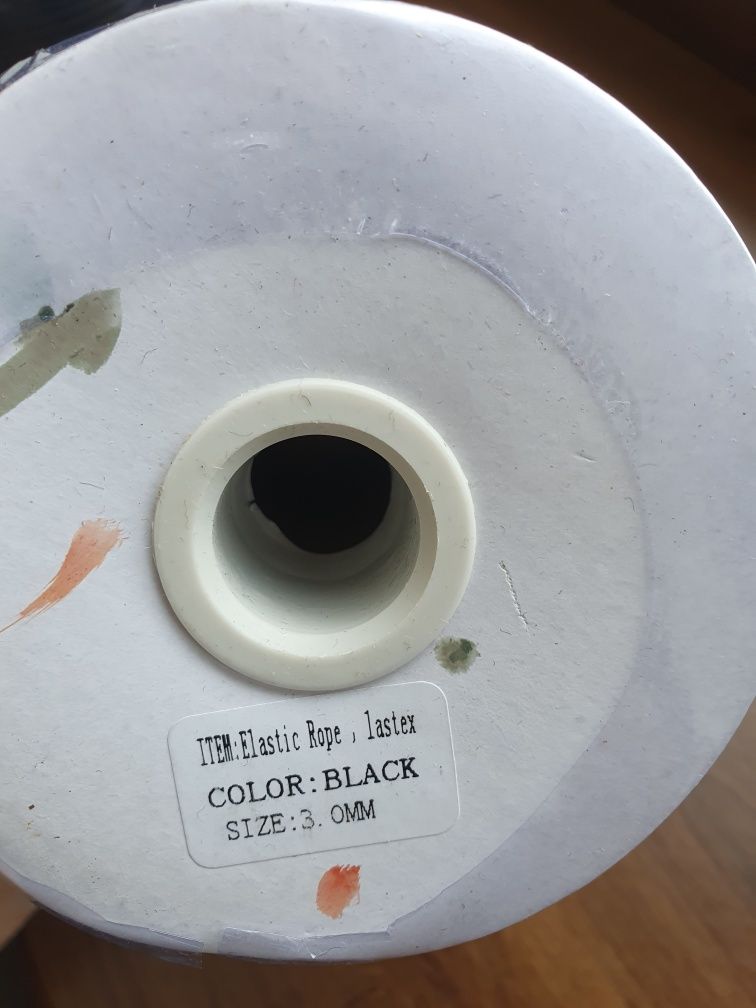 ITEM:Elastic Rope , lastex
COLOR:BLACK
SIZE:3.0MM